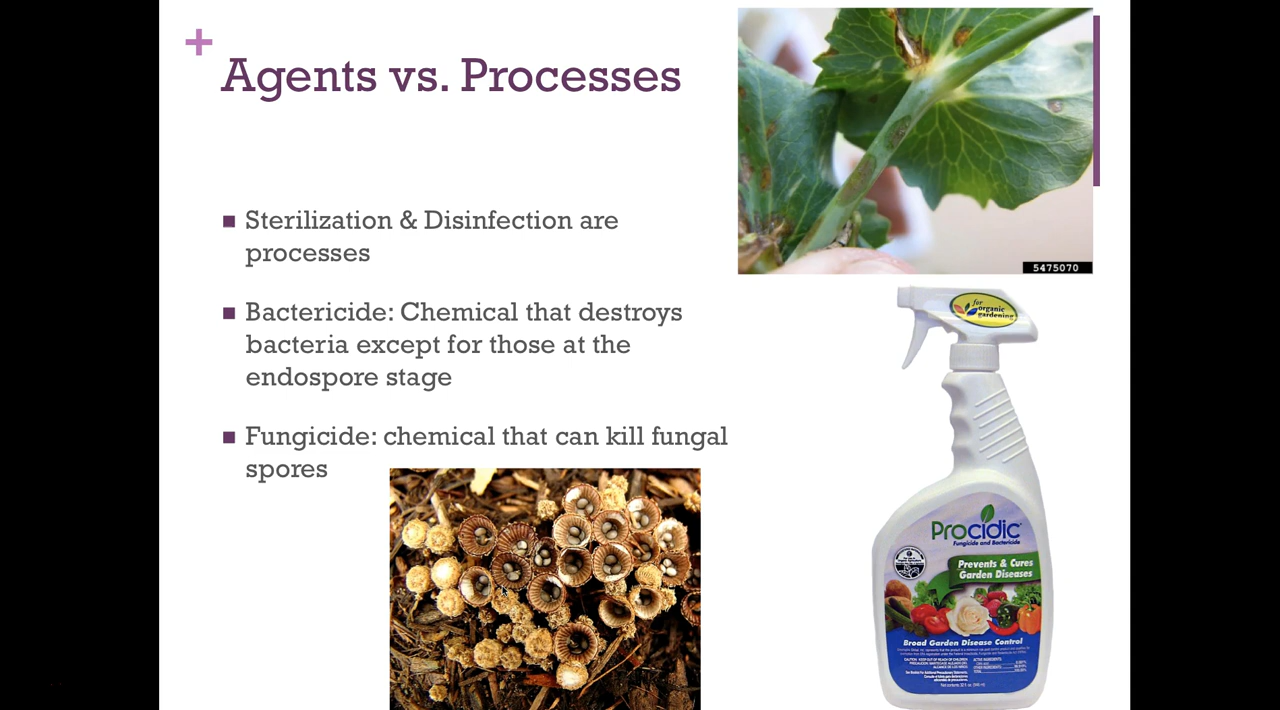 +
Agents vs. Processes
5475070
Sterilization & Disinfection are
processes
Bactericide: Chemical that destroys
bacteria except for those at the
endospore stage
Fungicide: chemical that can kill fungal
spores
for
organic
gardening
Procidic
Fungicide and Bactericide
Prevents & Cures
Garden Diseases
Broad Garden Disease Control